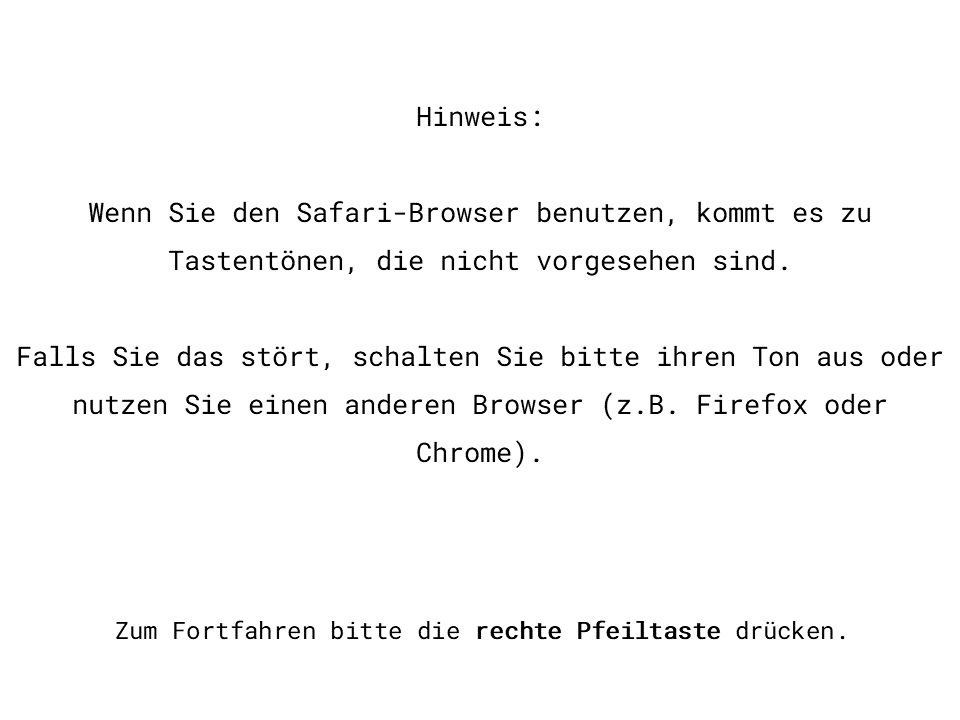 Hinweis:
Wenn Sie den Safari-Browser benutzen, kommt es zu
Tastentönen, die nicht vorgesehen sind.
Falls Sie das stört, schalten Sie bitte ihren Ton aus oder
nutzen Sie einen anderen Browser (z.B. Firefox oder
Chrome).
Zum Fortfahren bitte die rechte Pfeiltaste drücken.